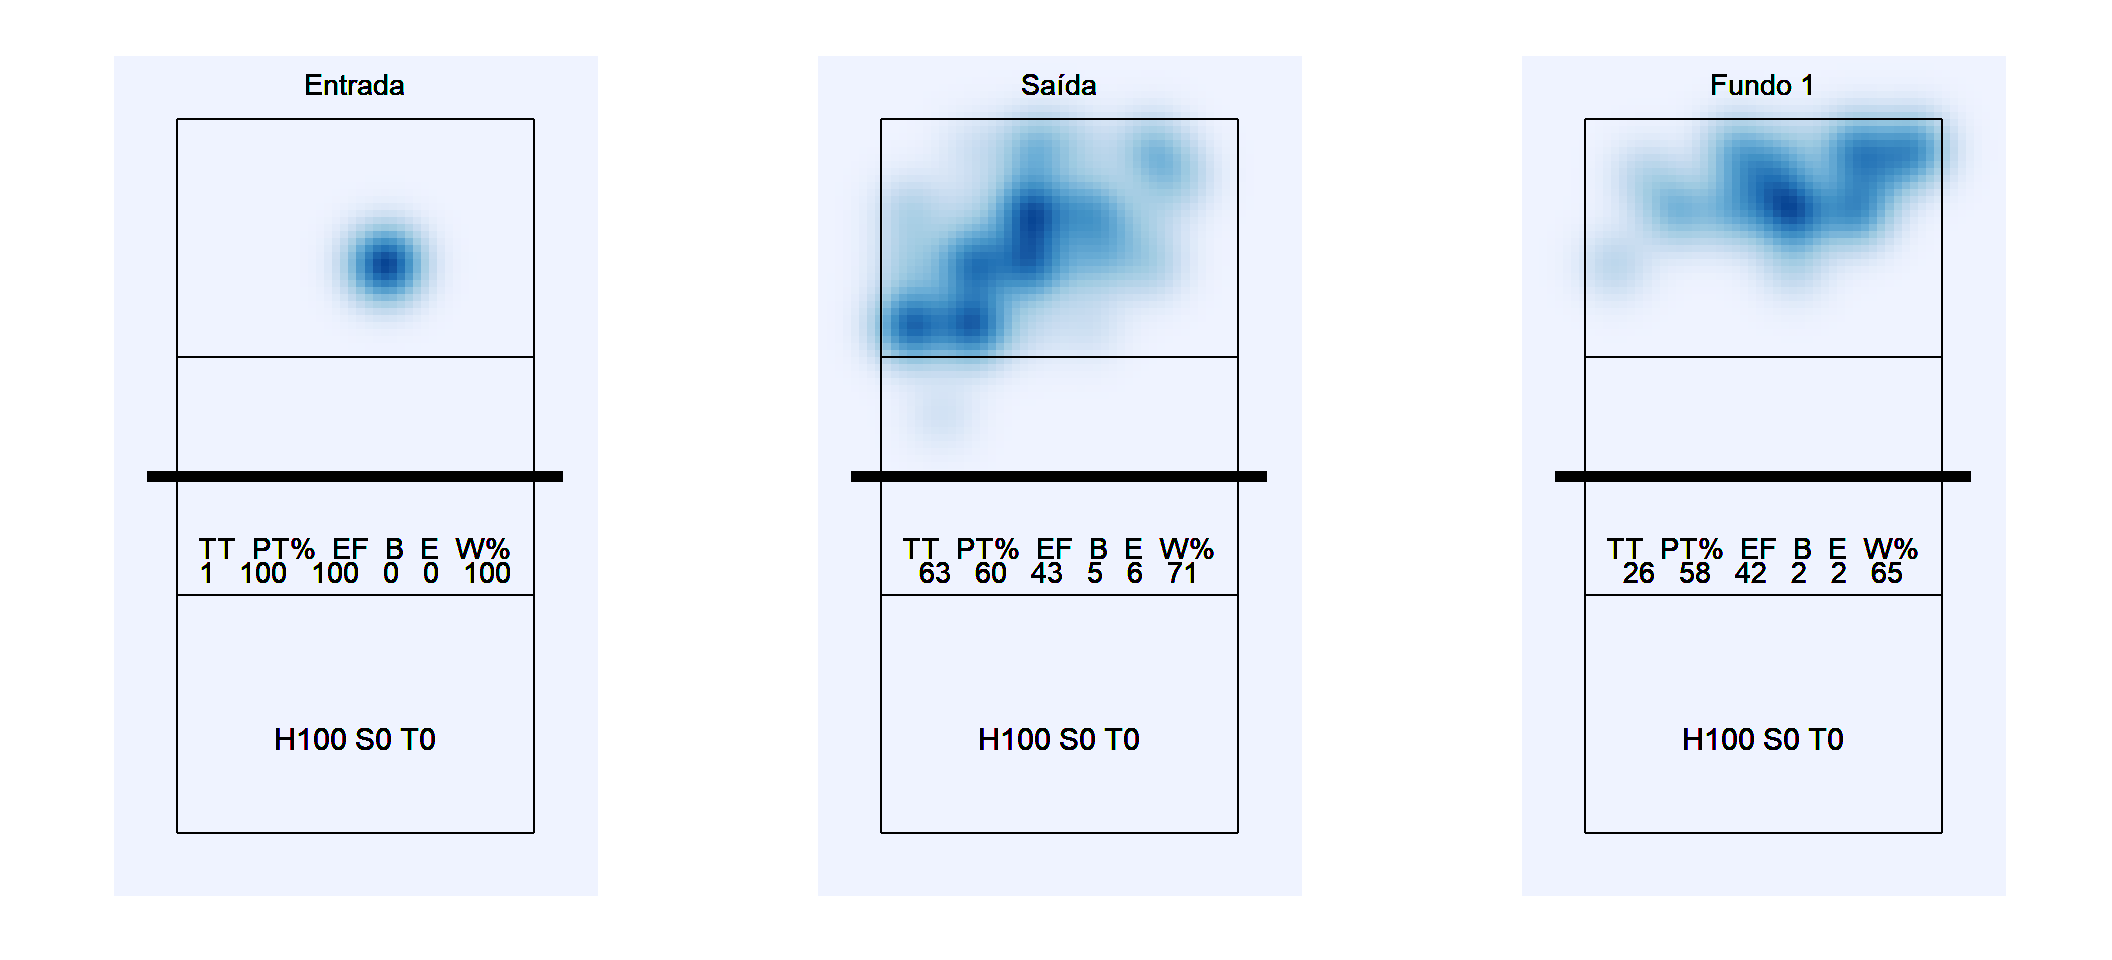 Entrada
TT PT% EF B E W%
1 100 100 0 0 100
H100 S0 T0
Saída
TT PT% EF B E W%
63 60 43 5 6 71
H100 S0 T0
Fundo 1
TT PT% EF B E W%
26 58 42 2 2 65
H100 S0 T0